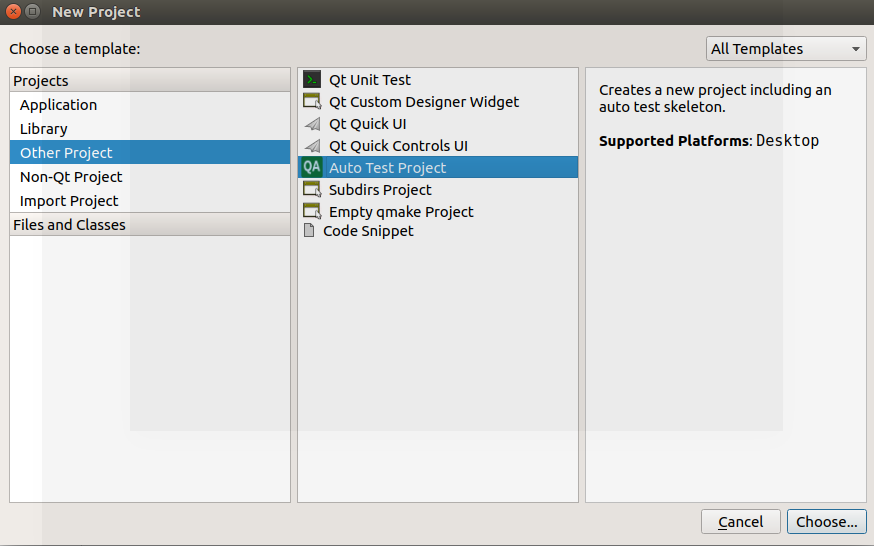 New Project
Choose a template:
All Templates
Projects
Application
Library
Other Project
Non-Qt Project
Import Project
Files and Classes
Qt Unit Test
Qt Custom Designer Widget
Qt Quick UI
Qt Quick Controls UI
QA Auto Test Project
Subdirs Project
Empty qmake Project
Code Snippet
Creates a new project including an
auto test skeleton.
Supported Platforms: Desktop
Cancel
Choose...